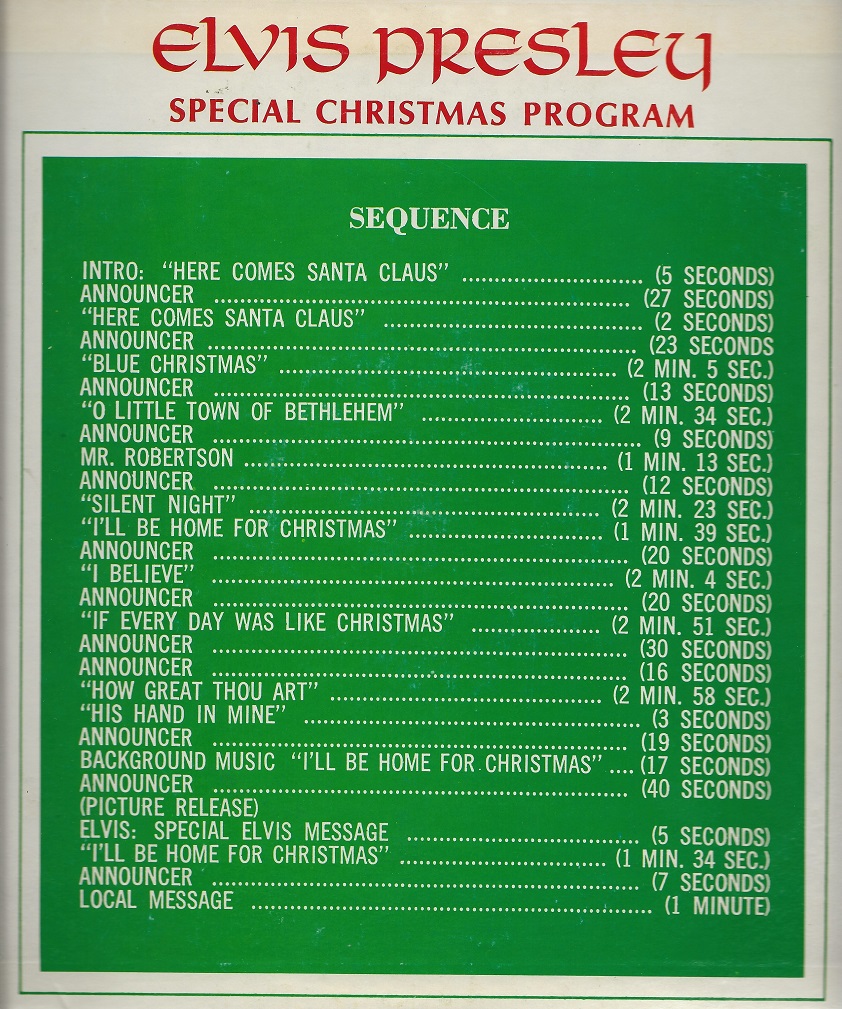 ELVIS PRESLEY
SPECIAL CHRISTMAS PROGRAM
SEQUENCE
INTRO: “HERE COMES SANTA CLAUS” .............................. (5 SECONDS)
ANNOUNCER .............................. (27 SECONDS)
“HERE COMES SANTA CLAUS” .............................. (2 SECONDS)
ANNOUNCER .............................. (23 SECONDS
“BLUE CHRISTMAS” .............................. (2 MIN. 5 SEC.)
ANNOUNCER .............................. (13 SECONDS)
“O LITTLE TOWN OF BETHLEHEM” .............................. (2 MIN. 34 SEC.)
ANNOUNCER .............................. (9 SECONDS)
MR. ROBERTSON .............................. (1 MIN. 13 SEC.)
ANNOUNCER .............................. (12 SECONDS)
“SILENT NIGHT” .............................. (2 MIN. 23 SEC.)
“I’LL BE HOME FOR CHRISTMAS” .............................. (1 MIN. 39 SEC.)
ANNOUNCER .............................. (20 SECONDS)
“I BELIEVE” .............................. (2 MIN. 4 SEC.)
ANNOUNCER .............................. (20 SECONDS)
“IF EVERY DAY WAS LIKE CHRISTMAS” .............................. (2 MIN. 51 SEC.)
ANNOUNCER .............................. (30 SECONDS)
ANNOUNCER .............................. (16 SECONDS)
“HOW GREAT THOU ART” .............................. (2 MIN. 58 SEC.)
“HIS HAND IN MINE” .............................. (3 SECONDS)
ANNOUNCER .............................. (19 SECONDS)
BACKGROUND MUSIC “I’LL BE HOME FOR CHRISTMAS” .... (17 SECONDS)
ANNOUNCER .............................. (40 SECONDS)
(PICTURE RELEASE)
ELVIS: SPECIAL ELVIS MESSAGE .............................. (5 SECONDS)
“I’LL BE HOME FOR CHRISTMAS” .............................. (1 MIN. 34 SEC.)
ANNOUNCER .............................. (7 SECONDS)
LOCAL MESSAGE .............................. (1 MINUTE)